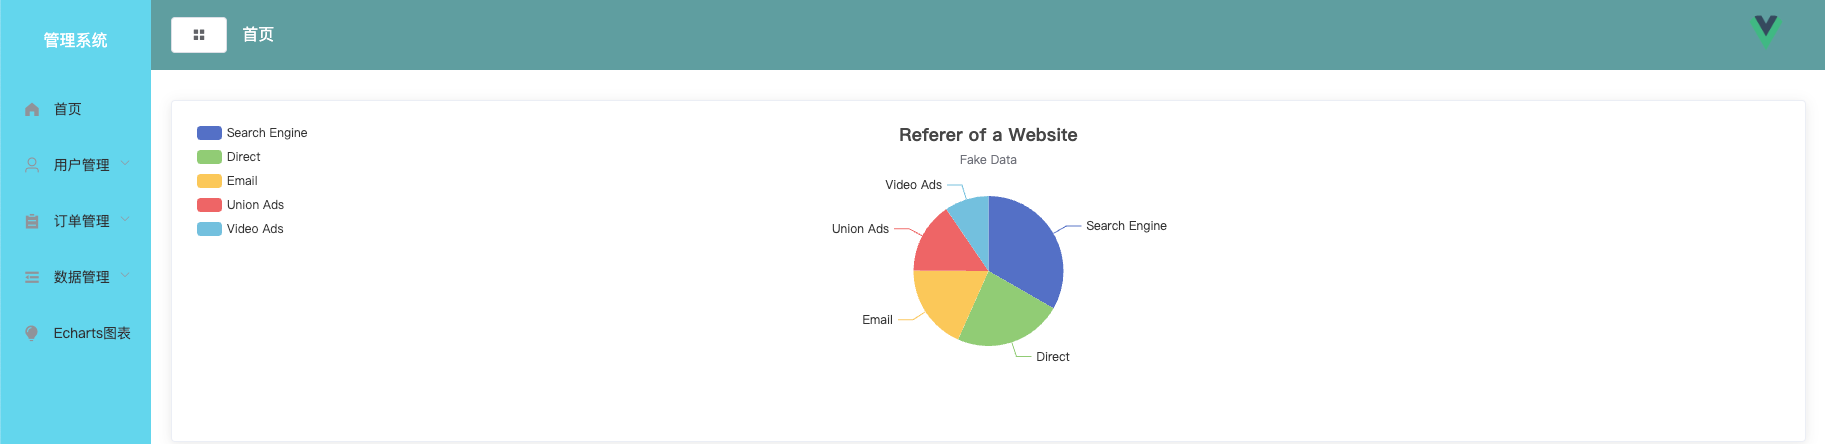 管理系统
首页
用户管理
订单管理
数据管理
Echarts图表
首页
Search Engine
Direct
Email
Union Ads
Video Ads
Referer of a Website
Fake Data
Video Ads
Union Ads
Search Engine
Email
Direct